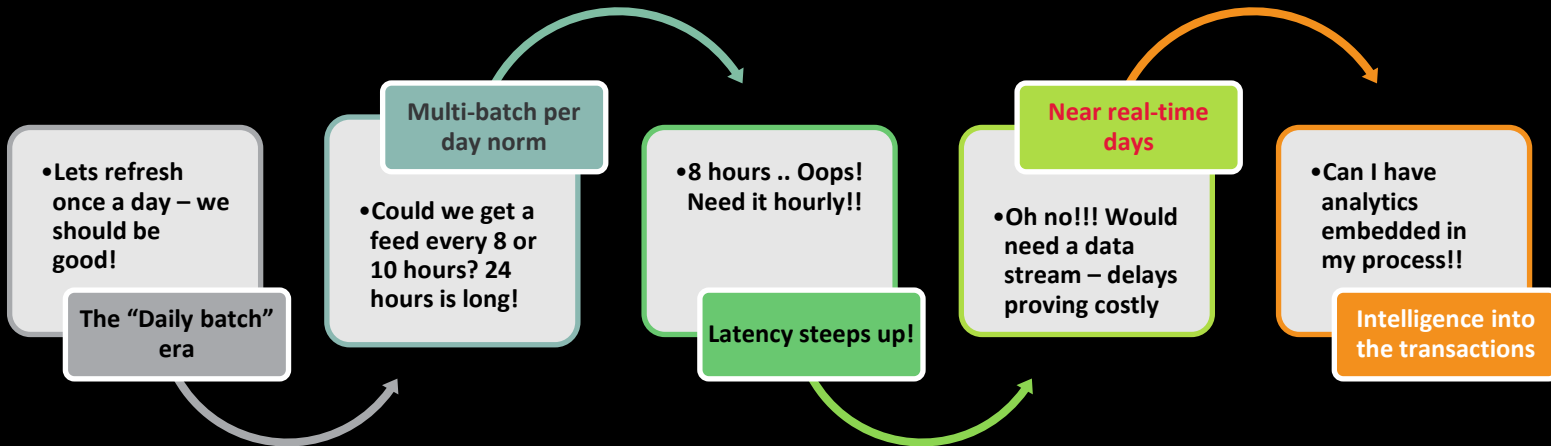 •Lets refresh
once a day – we
should be
good!
The “Daily batch”
era
Multi-batch per
day norm
•Could we get a
feed every 8 or
10 hours? 24
hours is long!
•8 hours .. Oops!
Need it hourly!!
Latency steeps up!
Near real-time
days
•Oh no!!! Would
need a data
stream – delays
proving costly
•Can I have
analytics
embedded in
my process!!
Intelligence into
the transactions